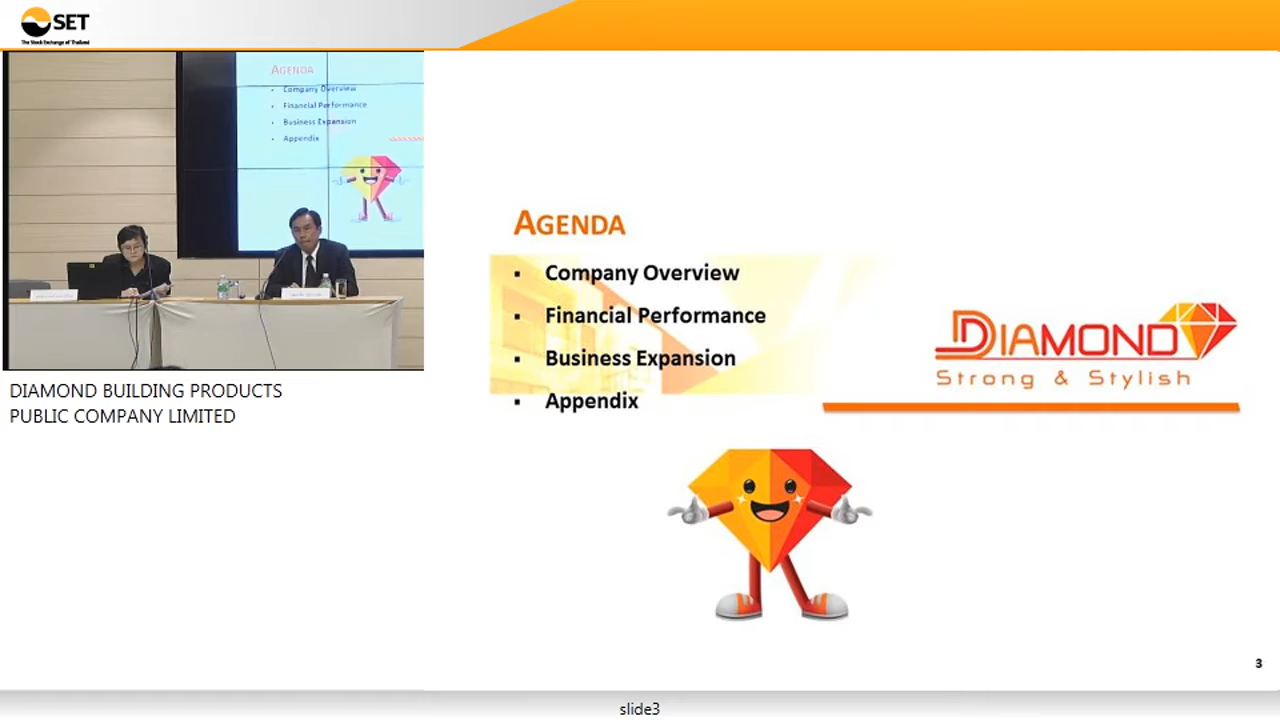 SET
The Stock Exchange of Thailand
AGENDA
Company Overview
Financial Performance
Business Expansion
Appendix
DIAMOND BUILDING PRODUCTS
PUBLIC COMPANY LIMITED
AGENDA
▪ Company Overview
▪ Financial Performance
▪ Business Expansion
▪ Appendix
DIAMOND
Strong & Stylish
3
slide3